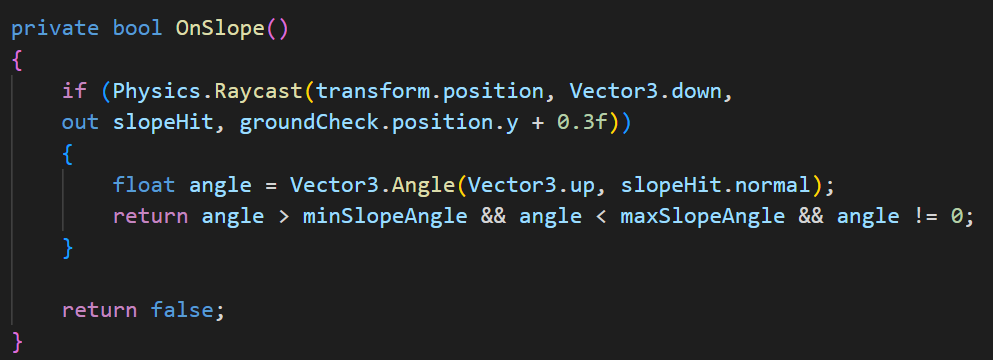 private bool OnSlope()
{
if (Physics.Raycast(transform.position, Vector3.down,
out slopeHit, groundCheck.position.y + 0.3f))
{
float angle = Vector3.Angle(Vector3.up, slopeHit.normal);
return angle > minSlopeAngle && angle < maxSlopeAngle && angle != 0;
}
return false;
}